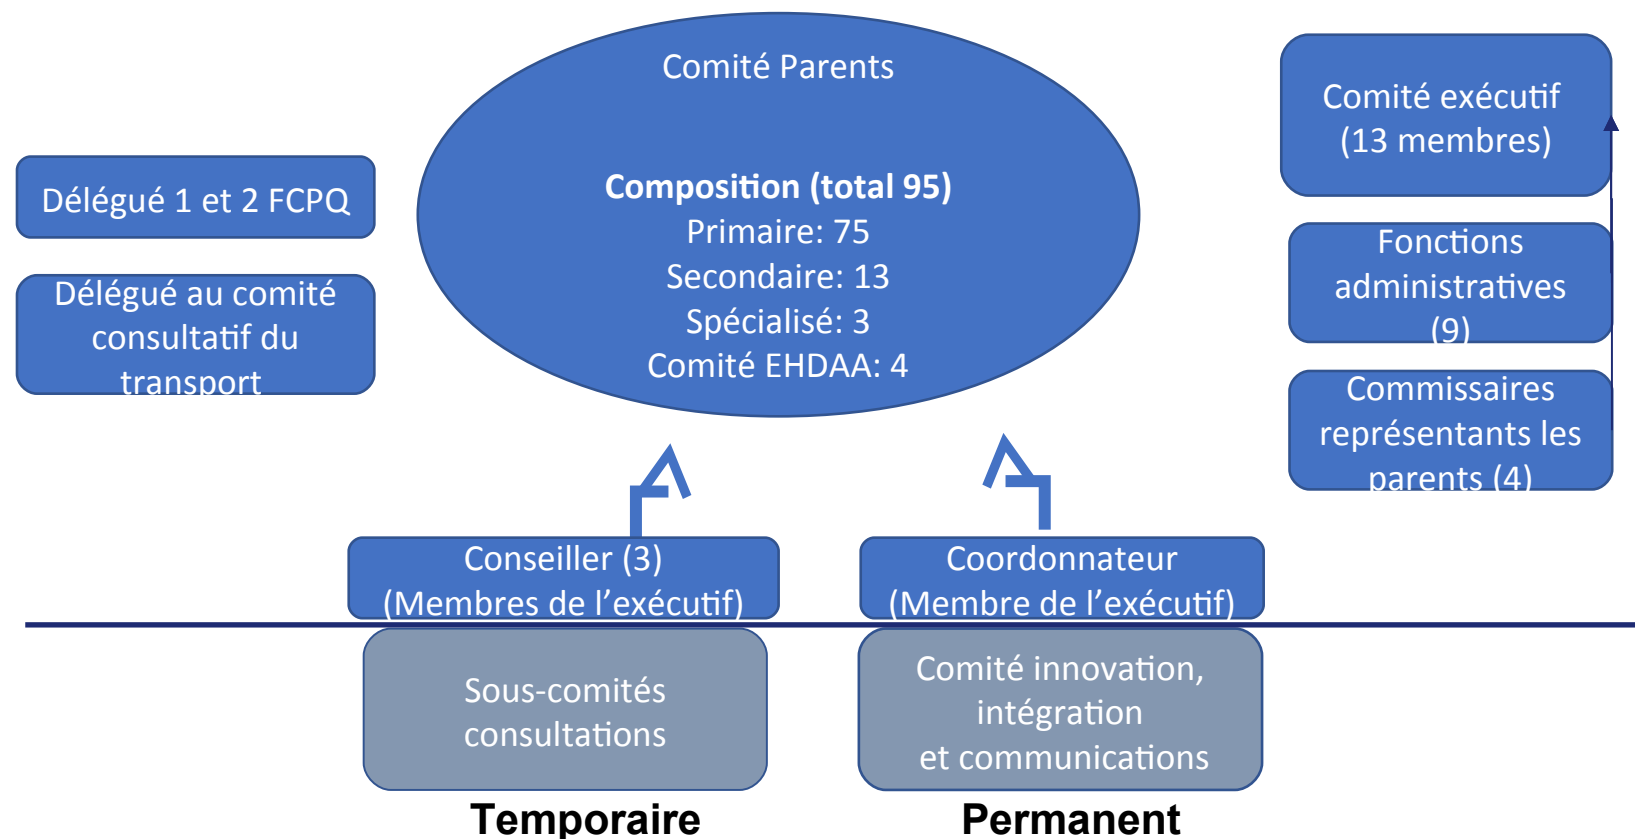 Comité Parents
Composition (total 95)
Primaire: 75
Secondaire: 13
Spécialisé: 3
Comité EHDAA: 4
Délégué 1 et 2 FCPQ
Délégué au comité
consultatif du
transport
Comité exécutif
(13 membres)
Fonctions
administratives
(9)
Commissaires
représentants les
parents (4)
Conseiller (3)
(Membres de l’exécutif)
Coordonnateur
(Membre de l’exécutif)
Sous-comités
consultations
Comité innovation,
intégration
et communications
Temporaire
Permanent